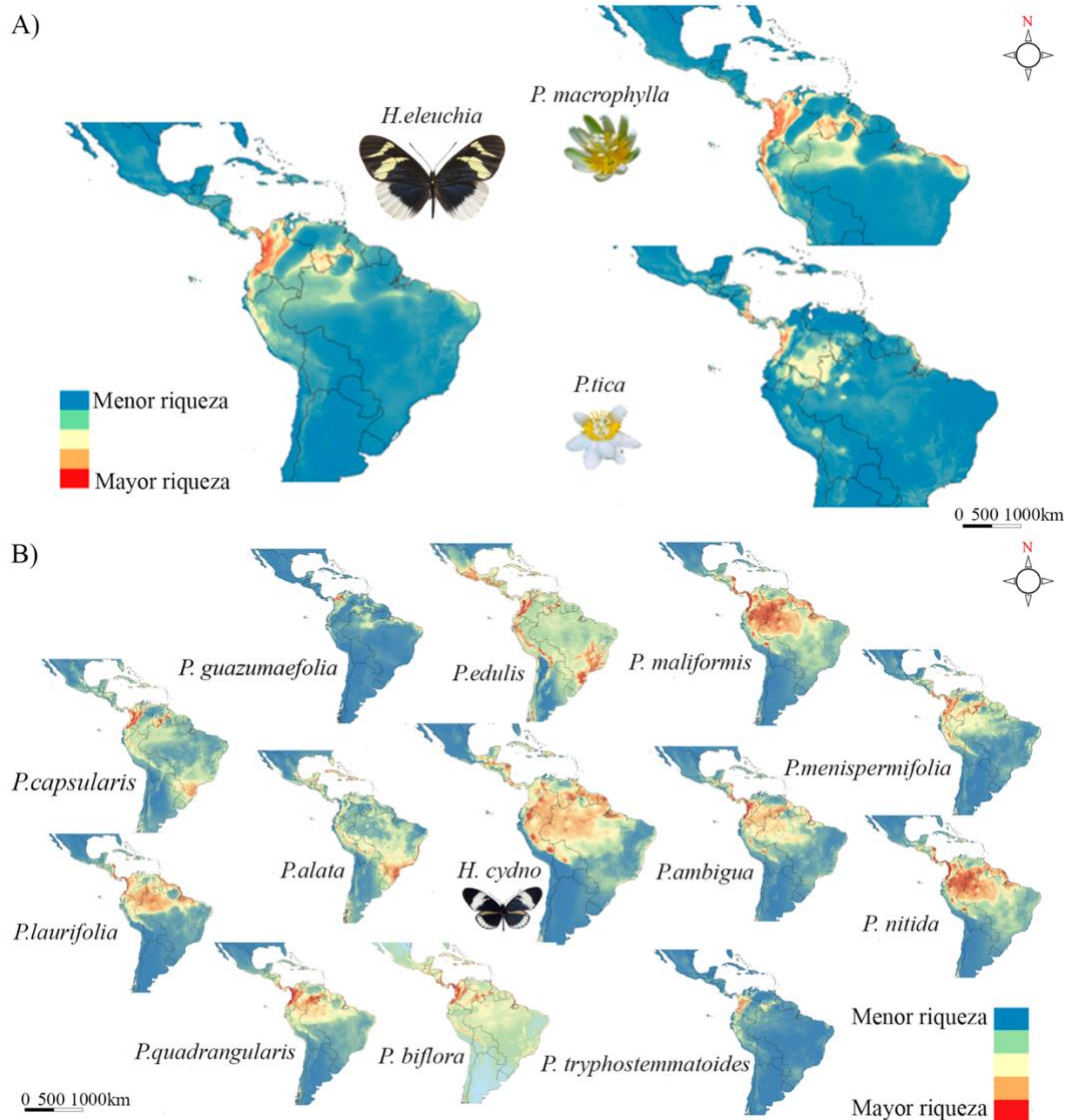 A)
N
H.eleuchia
P. macrophylla
P.tica
Menor riqueza
Mayor riqueza
0 500 1000km
B)
N
P. guazumaefolia
P.edulis
P. maliformis
P.capsularis
P.menispermifolia
P.alata
H. cydno
P.ambigua
P.laurifolia
P. nitida
P.quadrangularis
P. biflora
P. tryphostemmatoides
Menor riqueza
Mayor riqueza
0 500 1000km